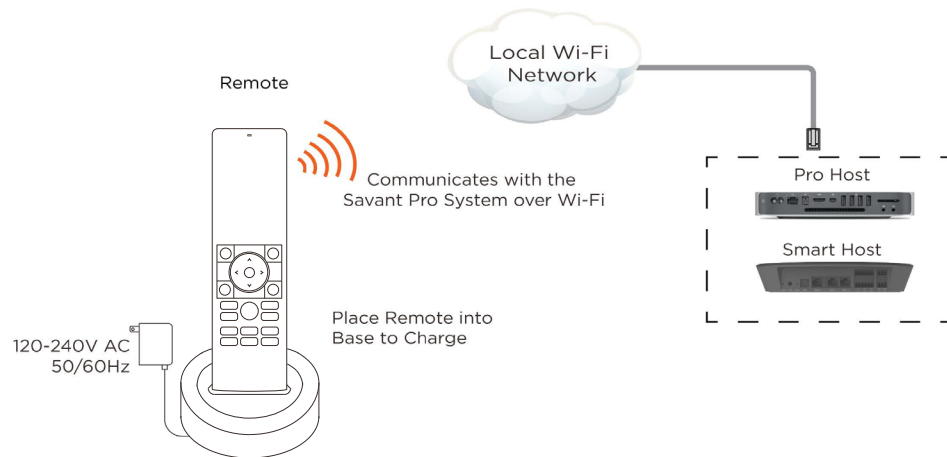 Local Wi-Fi
Network
Remote
Communicates with the
Savant Pro System over Wi-Fi
Pro Host
Smart Host
Place Remote into
Base to Charge
120-240V AC
50/60Hz